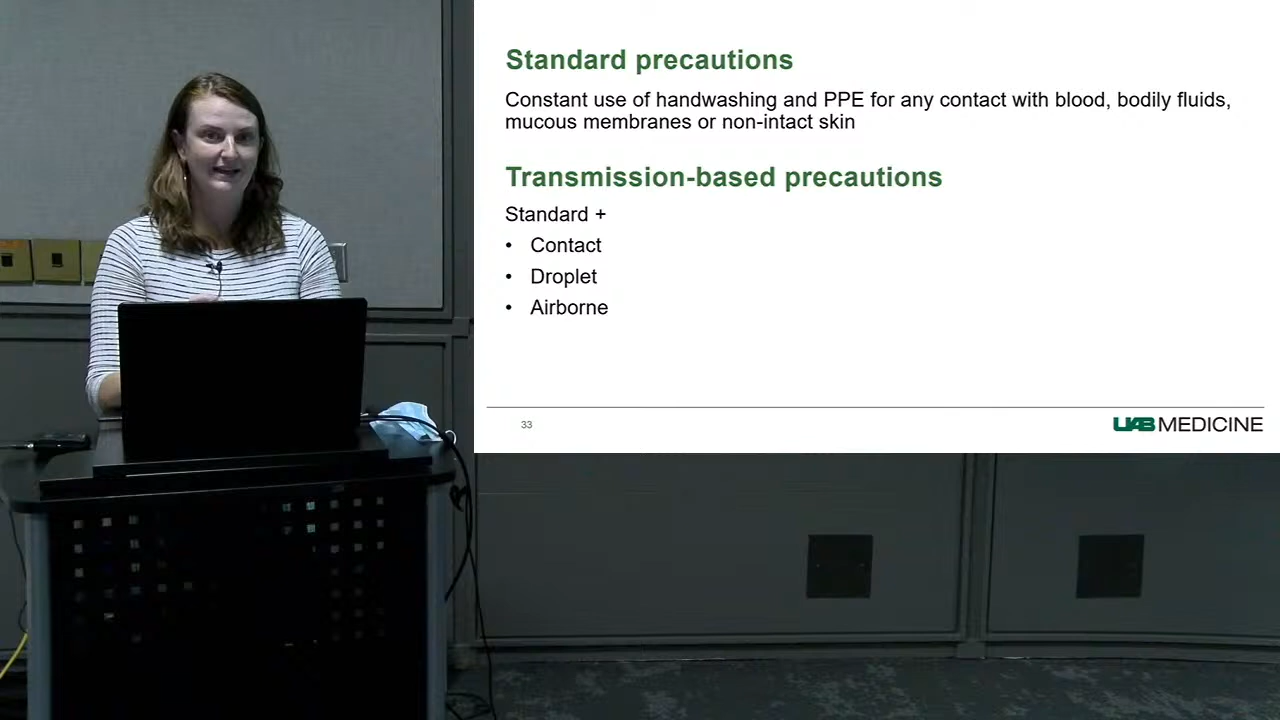 Standard precautions
Constant use of handwashing and PPE for any contact with blood, bodily fluids,
mucous membranes or non-intact skin
Transmission-based precautions
Standard +
• Contact
• Droplet
• Airborne
33
UAB MEDICINE